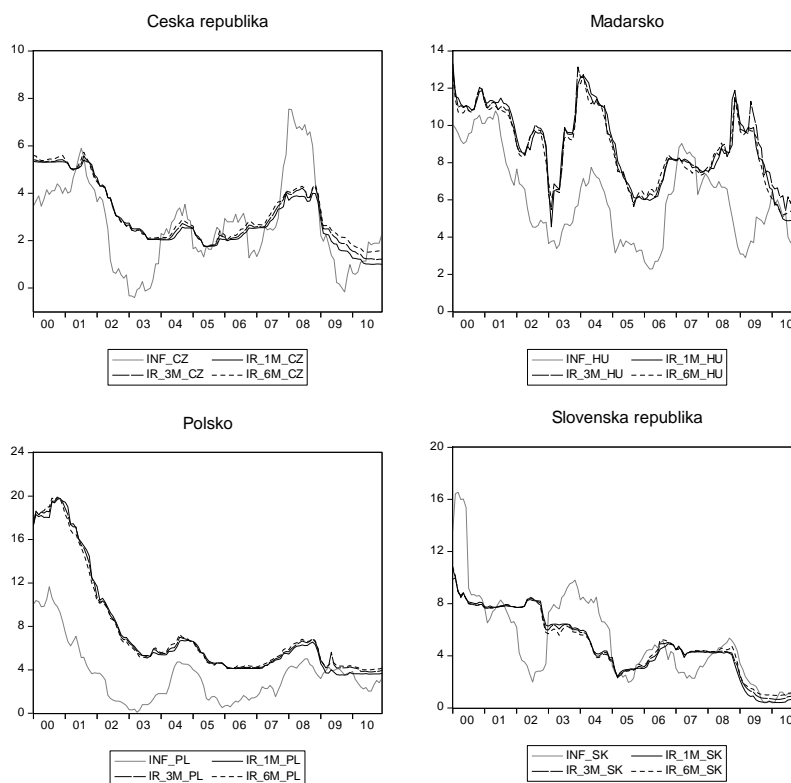 Ceska republika
10
8
6
4
2
0
00 01 02 03 04 05 06 07 08 09 10
INF_CZ IR_1M_CZ
IR_3M_CZ IR_6M_CZ
Madarsko
14
12
10
8
6
4
2
0
00 01 02 03 04 05 06 07 08 09 10
INF_HU IR_1M_HU
IR_3M_HU IR_6M_HU
Polsko
24
20
16
12
8
4
0
00 01 02 03 04 05 06 07 08 09 10
INF_PL IR_1M_PL
IR_3M_PL IR_6M_PL
Slovenska republika
20
16
12
8
4
0
00 01 02 03 04 05 06 07 08 09 10
INF_SK IR_1M_SK
IR_3M_SK IR_6M_SK